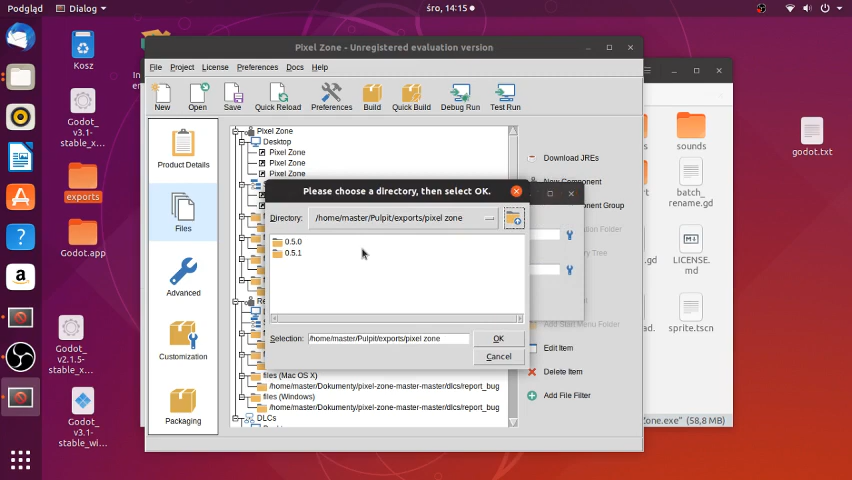 Podgląd
Dialog
śro, 14:15
Kosz
Godot_
v3.1-
stable_x...
exports
Godot.app
Godot_
v2.1.5-
stable_x...
Godot_
v3.1-
stable_wi...
Pixel Zone - Unregistered evaluation version
File Project License Preferences Docs Help
New Open Save Quick Reload Preferences Build Quick Build Debug Run Test Run
Product Details
Files
Advanced
Customization
Packaging
Pixel Zone
Desktop
Pixel Zone
Pixel Zone
Pixel Zone
Download JREs
Please choose a directory, then select OK.
Directory: /home/master/Pulpit/exports/pixel zone
0.5.0
0.5.1
Selection: /home/master/Pulpit/exports/pixel zone
OK
Cancel
Add Start Menu Folder
Edit Item
Delete Item
Add File Filter
files (Mac OS X)
/home/master/Dokumenty/pixel-zone-master-master/dlcs/report_bug
files (Windows)
/home/master/Dokumenty/pixel-zone-master-master/dlcs/report_bug
DLCs
sounds
batch_
rename.gd
LICENSE.
md
sprite.tscn
Zone.exe" (58,8 MB)
godot.txt